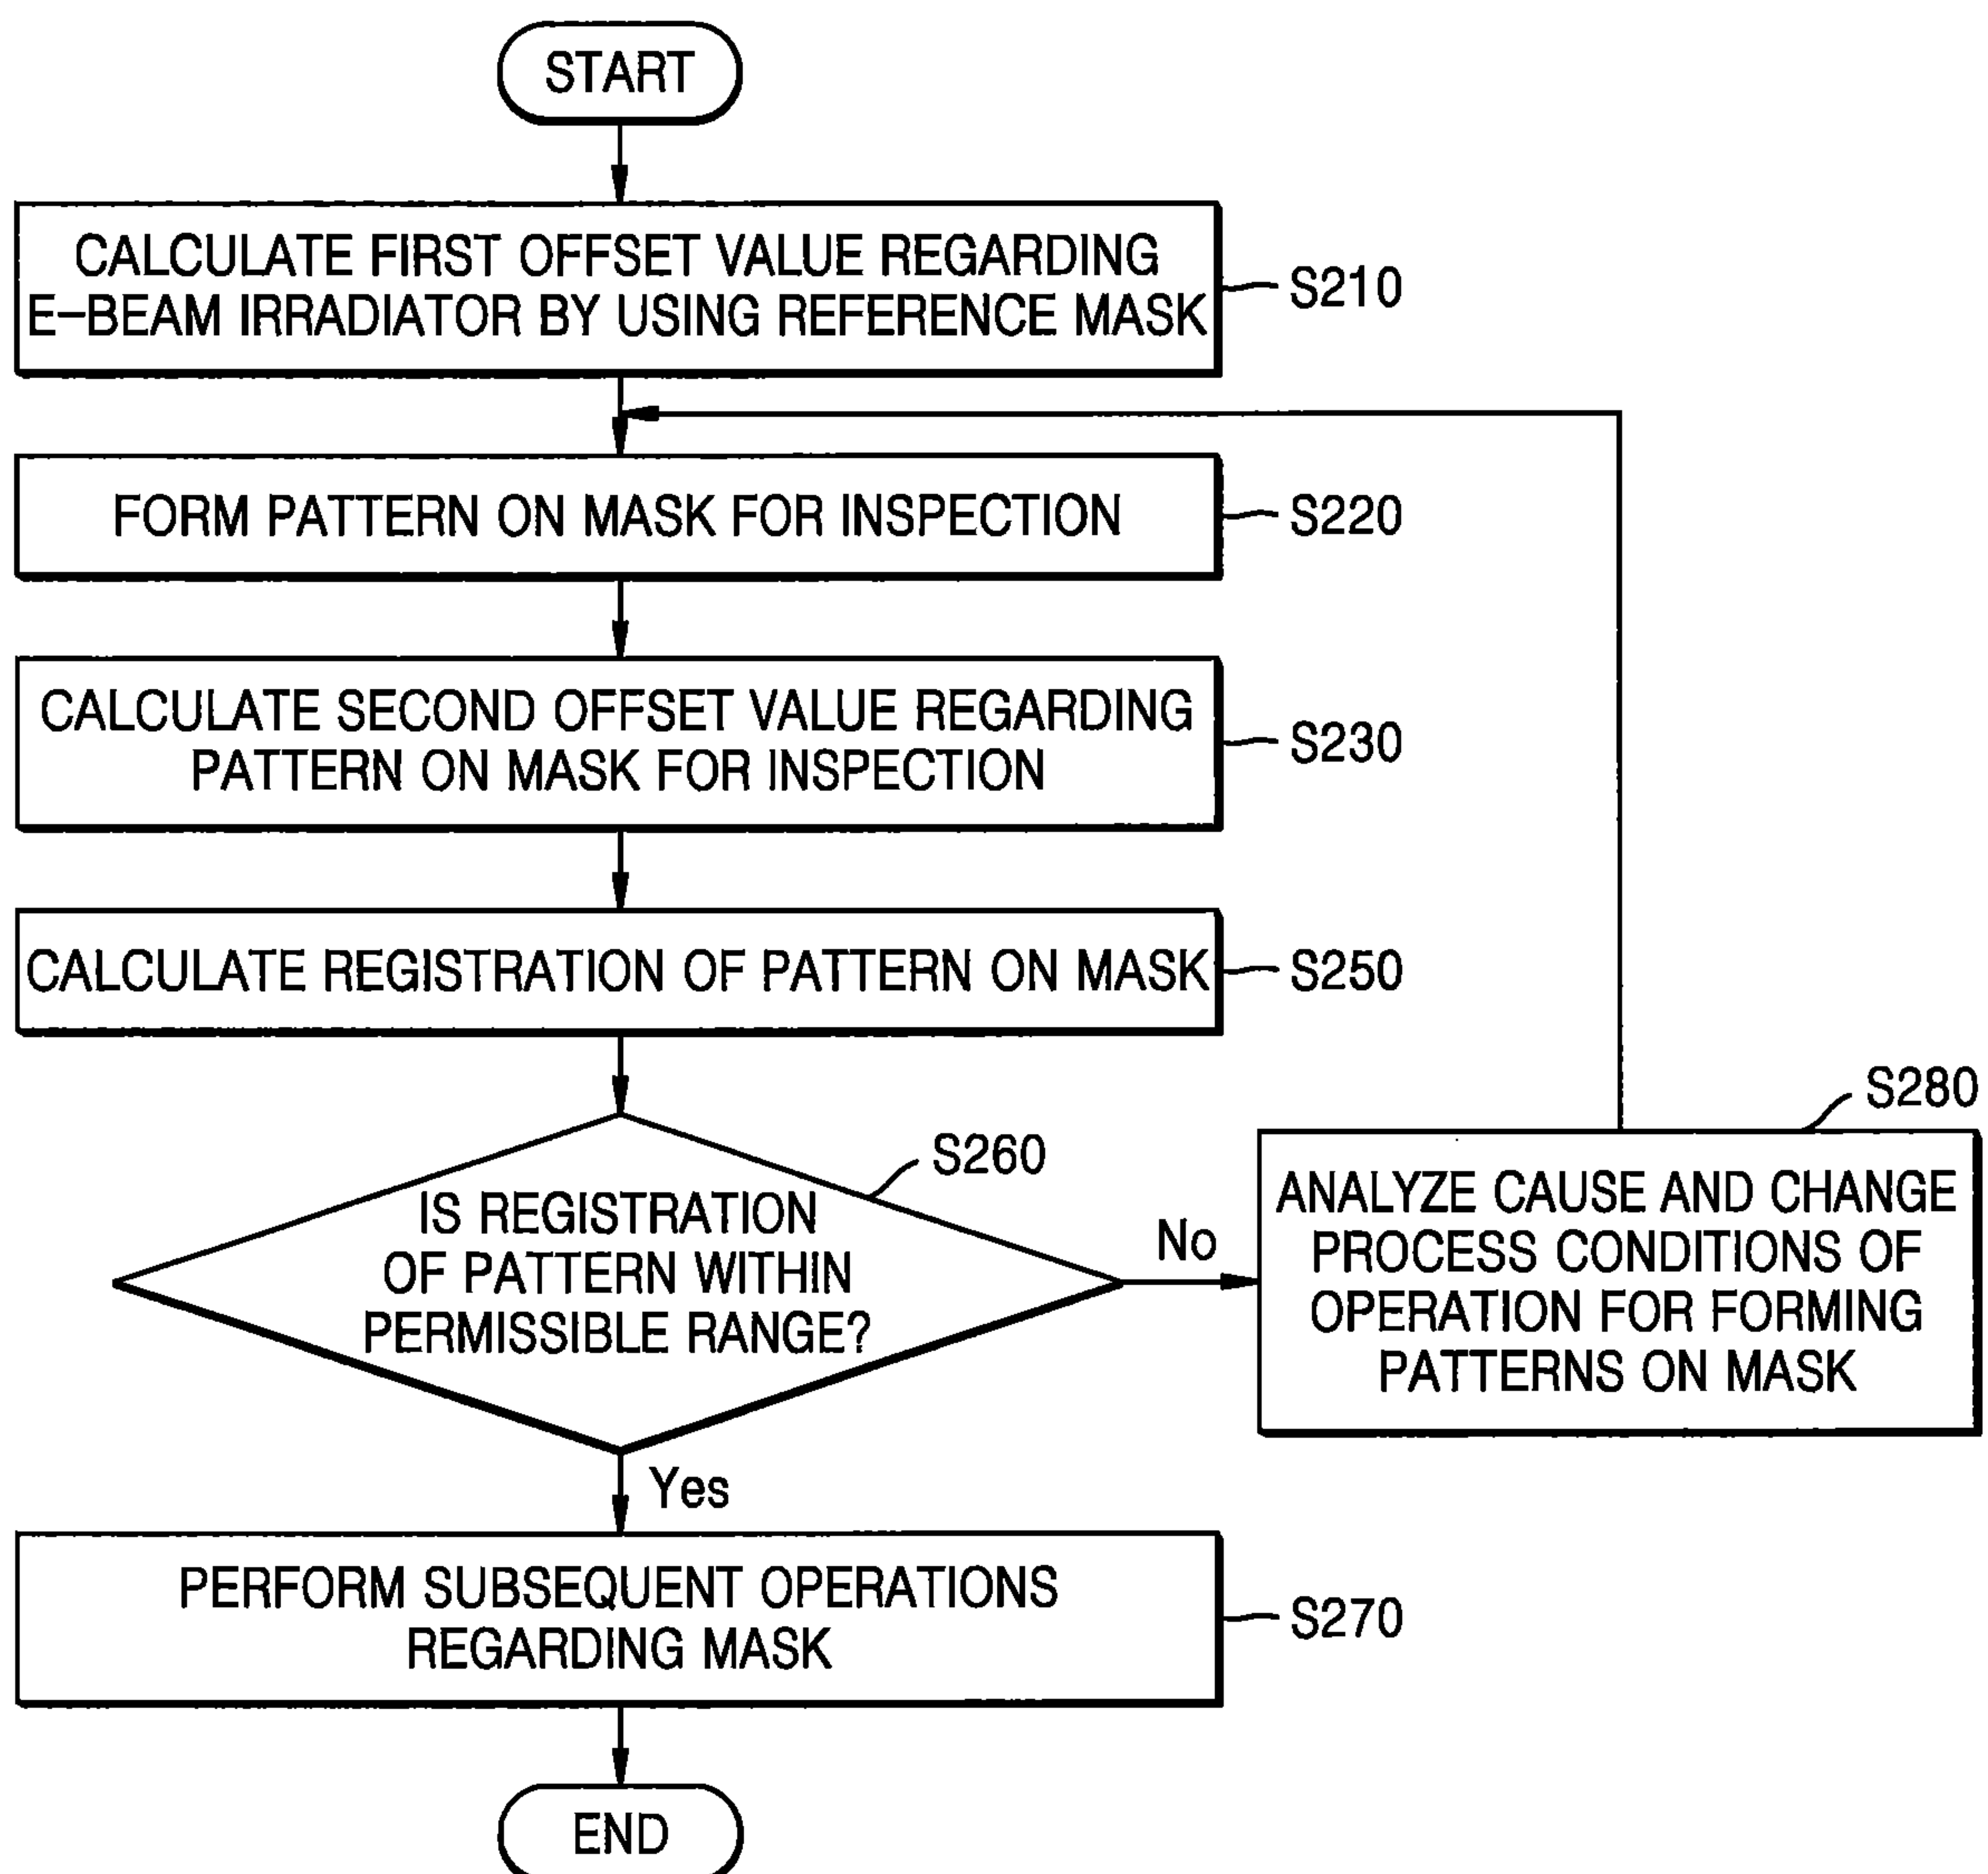 START
CALCULATE FIRST OFFSET VALUE REGARDING
E-BEAM IRRADIATOR BY USING REFERENCE MASK
S210
FORM PATTERN ON MASK FOR INSPECTION
S220
CALCULATE SECOND OFFSET VALUE REGARDING
PATTERN ON MASK FOR INSPECTION
S230
CALCULATE REGISTRATION OF PATTERN ON MASK
S250
S260
IS REGISTRATION
OF PATTERN WITHIN
PERMISSIBLE RANGE?
No
S280
ANALYZE CAUSE AND CHANGE
PROCESS CONDITIONS OF
OPERATION FOR FORMING
PATTERNS ON MASK
Yes
PERFORM SUBSEQUENT OPERATIONS
REGARDING MASK
S270
END